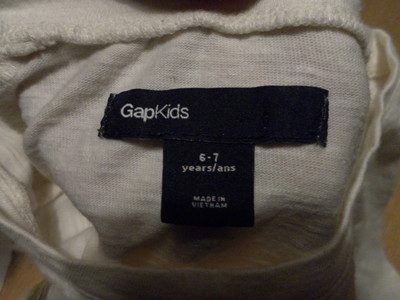 GapKids
6-7
years/ans
MADE IN
VIETNAM